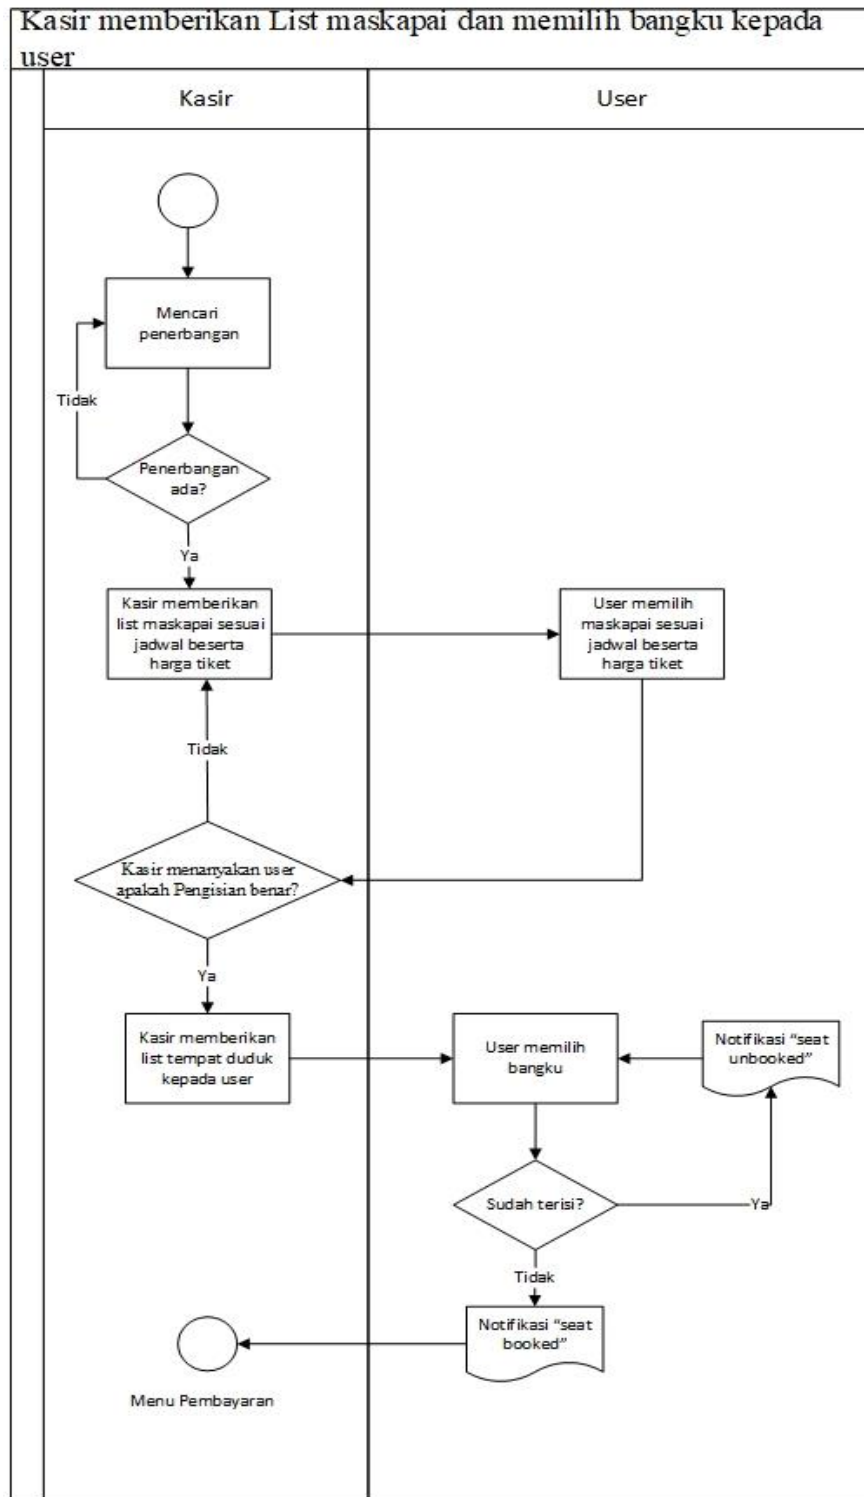 Kasir memberikan List maskapai dan memilih bangku kepada
user
Kasir
User
Mencari
penerbangan
Tidak
Penerbangan
ada?
Ya
Kasir memberikan
list maskapai sesuai
jadwal beserta
harga tiket
User memilih
maskapai sesuai
jadwal beserta
harga tiket
Tidak
Kasir menanyakan user
apakah Pengisian benar?
Ya
Kasir memberikan
list tempat duduk
kepada user
User memilih
bangku
Notifikasi “seat
unbooked”
Sudah terisi?
Ya
Tidak
Notifikasi “seat
booked”
Menu Pembayaran